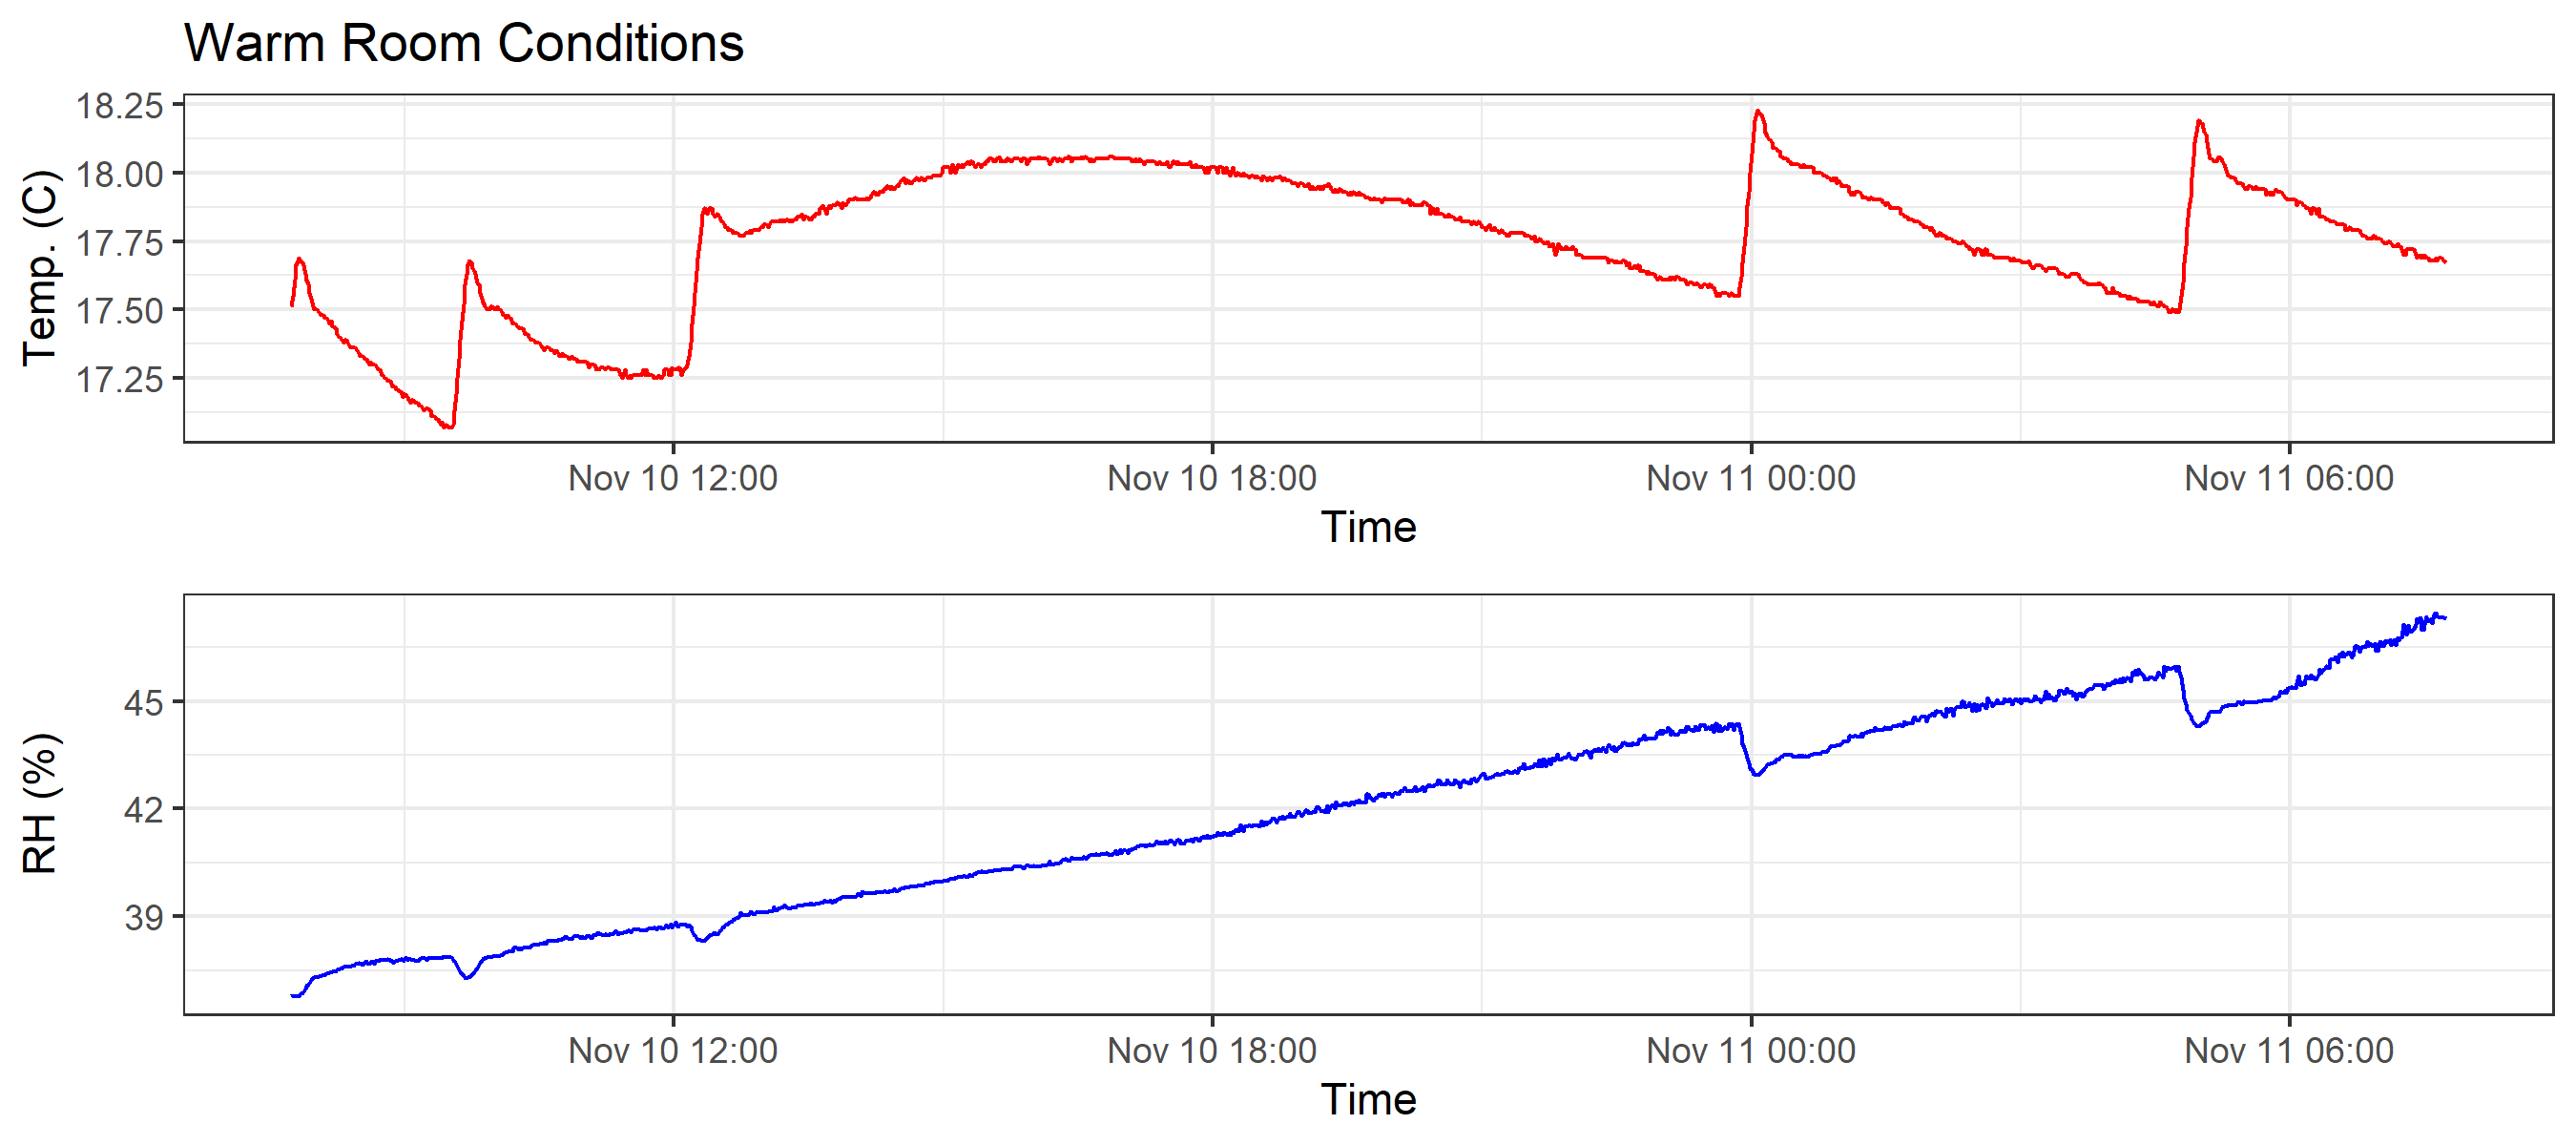 Warm Room Conditions
Temp. (C)
18.25
18.00
17.75
17.50
17.25
Nov 10 12:00 Nov 10 18:00 Nov 11 00:00 Nov 11 06:00
Time
RH (%)
45
42
39
Nov 10 12:00 Nov 10 18:00 Nov 11 00:00 Nov 11 06:00
Time